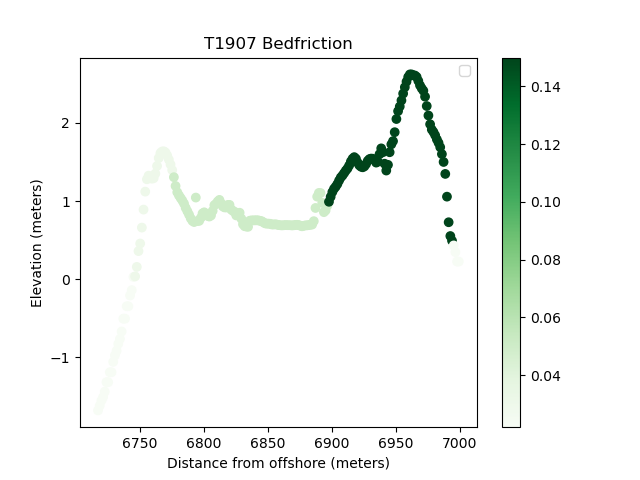 T1907 Bedfriction
Elevation (meters)
2
1
0
−1
6750 6800 6850 6900 6950 7000
Distance from offshore (meters)
0.14
0.12
0.10
0.08
0.06
0.04